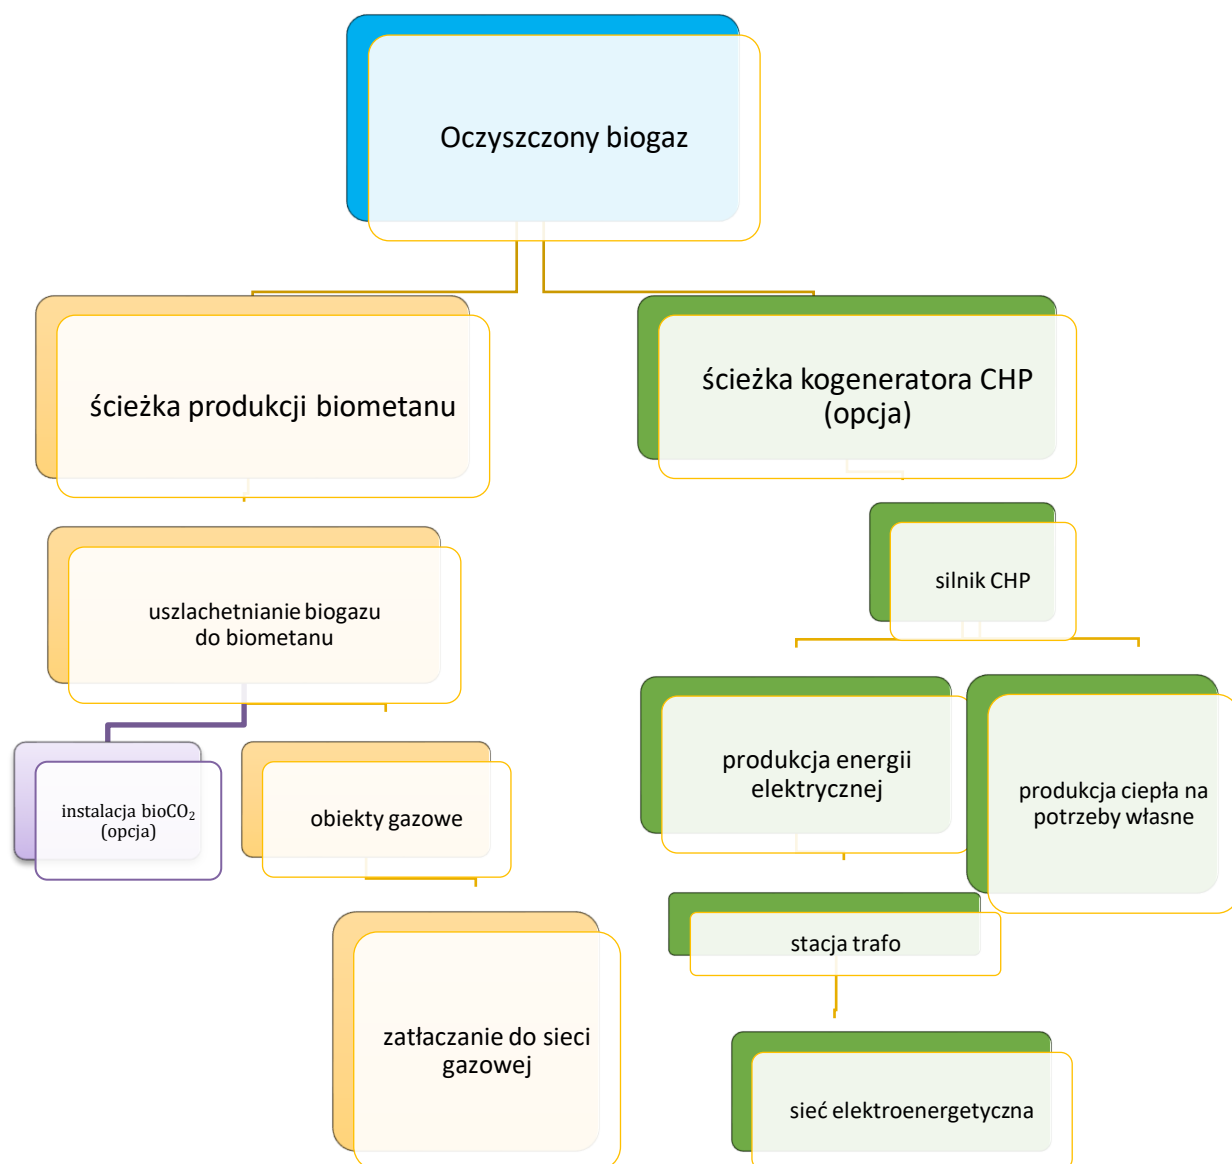 Oczyszczony biogaz
ścieżka produkcji biometanu
ścieżka kogeneratora CHP
(opcja)
uszlachetnianie biogazu
do biometanu
silnik CHP
instalacja bioCO₂
(opcja)
obiekty gazowe
produkcja energii
elektrycznej
produkcja ciepła na
potrzeby własne
stacja trafo
zatłaczanie do sieci
gazowej
sieć elektroenergetyczna